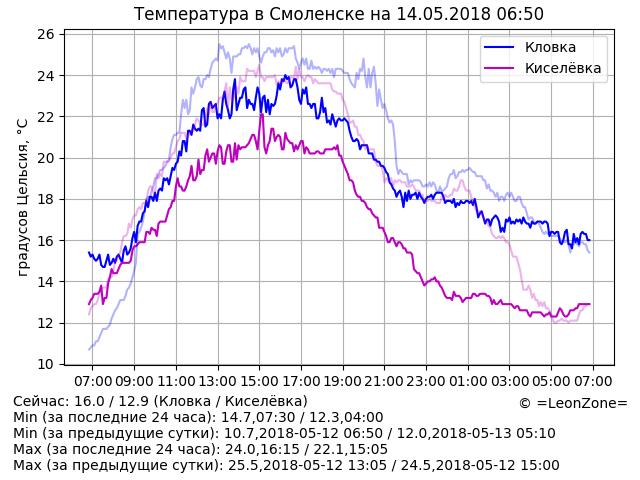 Температура в Смоленске на 14.05.2018 06:50
градусов Цельсия, °C
26
24
22
20
18
16
14
12
10
Кловка
Киселёвка
07:00 09:00 11:00 13:00 15:00 17:00 19:00 21:00 23:00 01:00 03:00 05:00 07:00
Сейчас: 16.0 / 12.9 (Кловка / Киселёвка)
© =LeonZone=
Min (за последние 24 часа): 14.7,07:30 / 12.3,04:00
Min (за предыдущие сутки): 10.7,2018-05-12 06:50 / 12.0,2018-05-13 05:10
Max (за последние 24 часа): 24.0,16:15 / 22.1,15:05
Max (за предыдущие сутки): 25.5,2018-05-12 13:05 / 24.5,2018-05-12 15:00